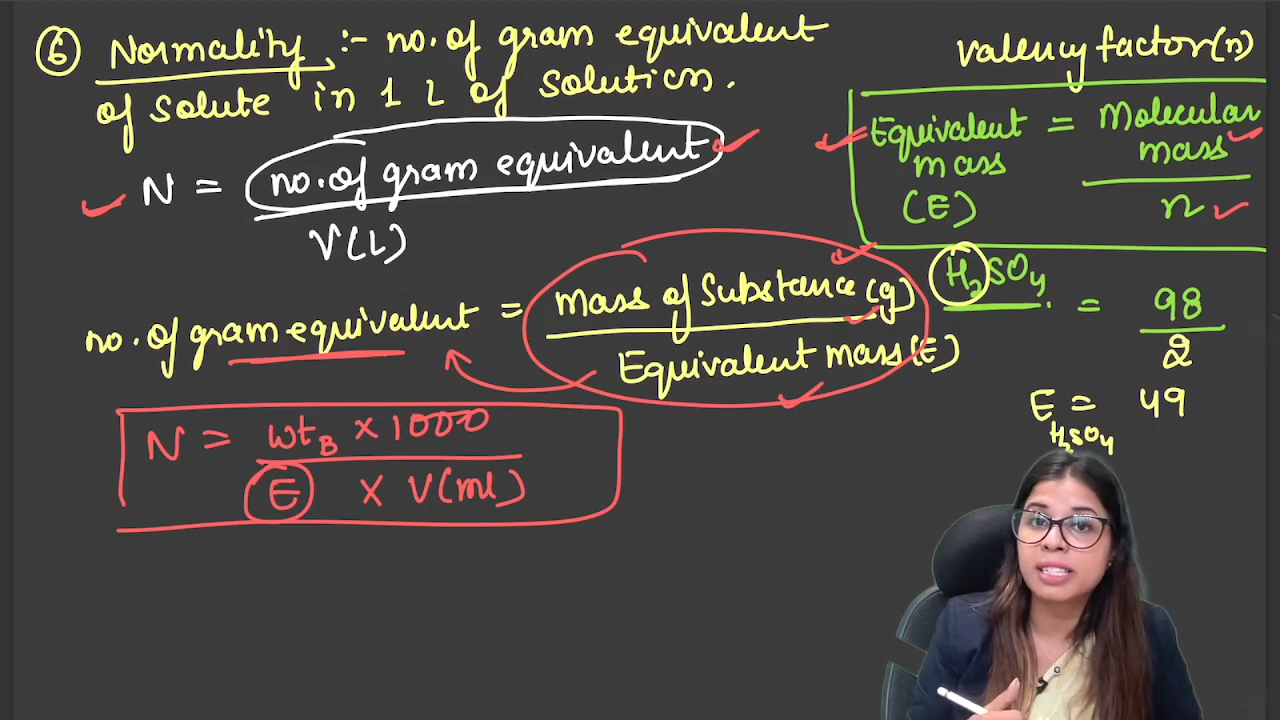 ⑥ Normality :- no. of gram equivalent
of solute in 1 L of solution.
N = no. of gram equivalent
V(L)
valency factor(n)
Equivalent mass (E) = Molecular mass
n
no. of gram equivalent = mass of Substance (g)
Equivalent mass (E)
H₂SO₄ = 98
2
E H₂SO₄ = 49
N = wt_B × 1000
E × V(ml)